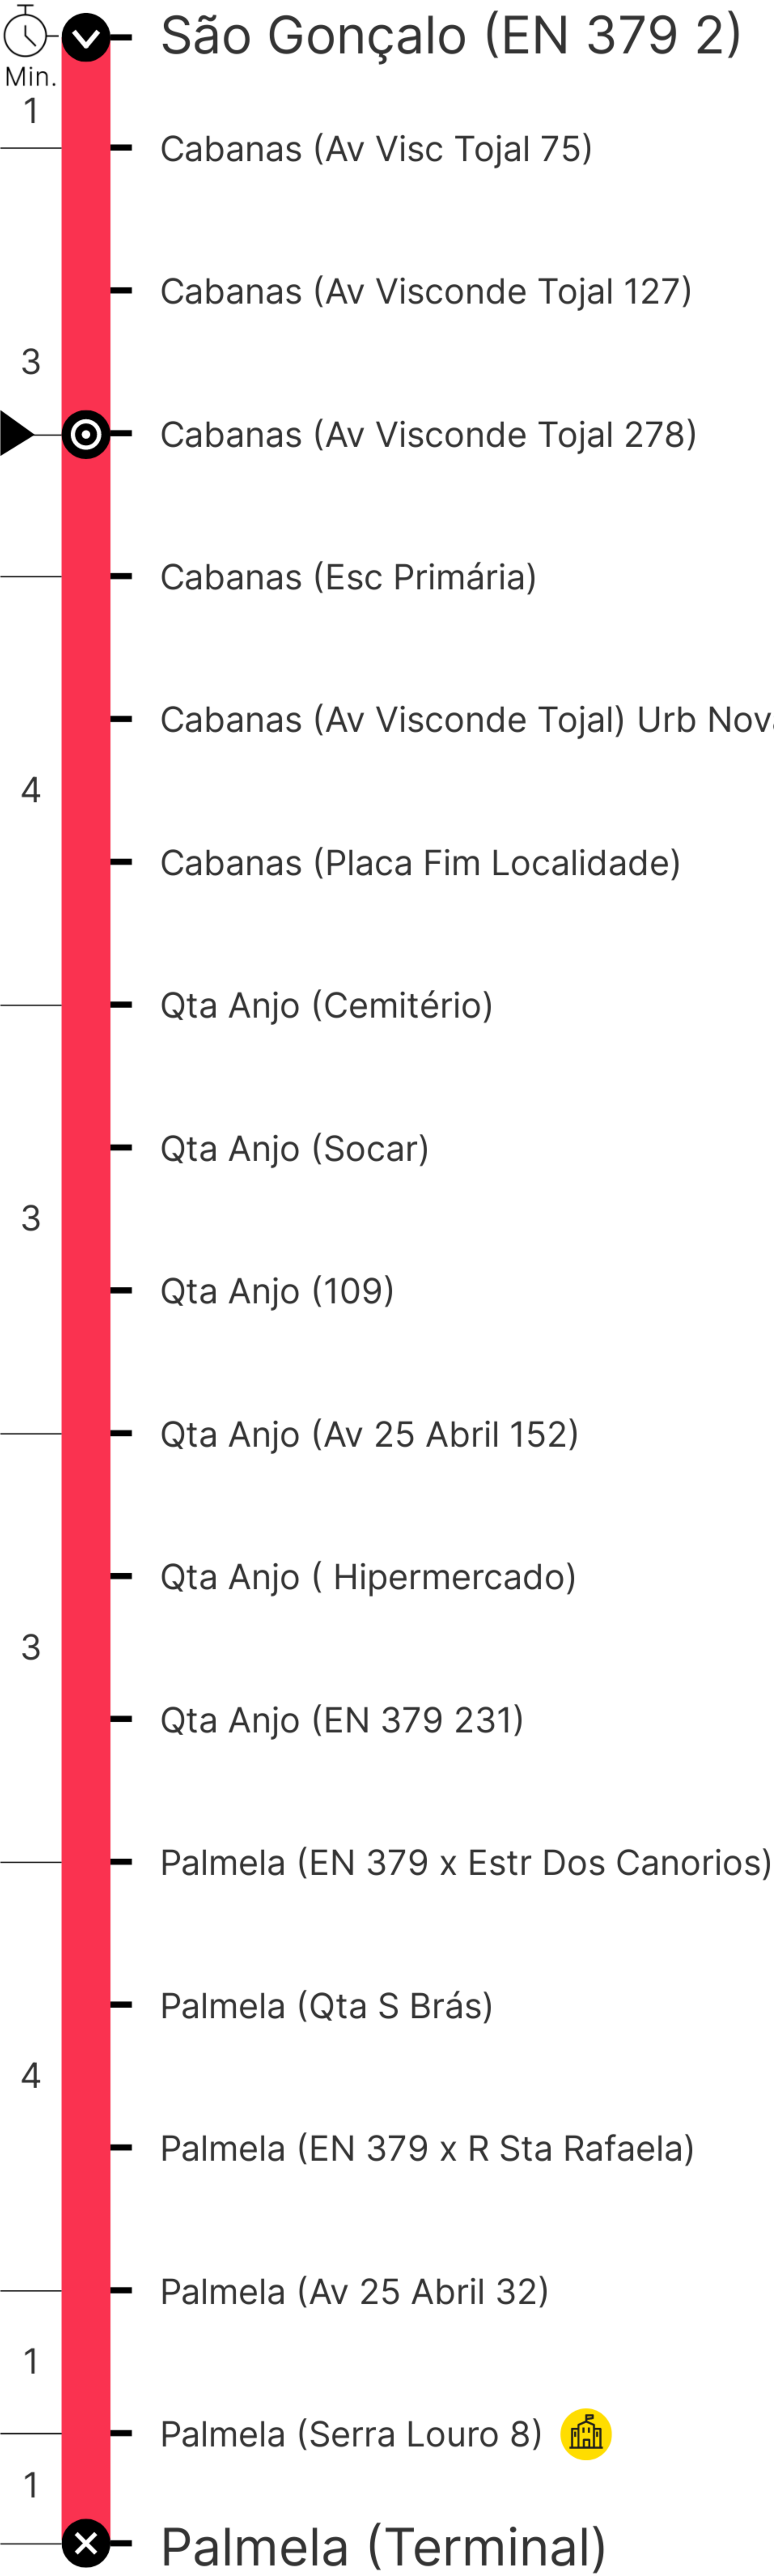 São Gonçalo (EN 379 2)
Min.
1
Cabanas (Av Visc Tojal 75)
Cabanas (Av Visconde Tojal 127)
3
Cabanas (Av Visconde Tojal 278)
Cabanas (Esc Primária)
Cabanas (Av Visconde Tojal) Urb Nova
4
Cabanas (Placa Fim Localidade)
Qta Anjo (Cemitério)
Qta Anjo (Socar)
3
Qta Anjo (109)
Qta Anjo (Av 25 Abril 152)
Qta Anjo ( Hipermercado)
3
Qta Anjo (EN 379 231)
Palmela (EN 379 x Estr Dos Canorios)
Palmela (Qta S Brás)
4
Palmela (EN 379 x R Sta Rafaela)
Palmela (Av 25 Abril 32)
1
Palmela (Serra Louro 8)
1
Palmela (Terminal)